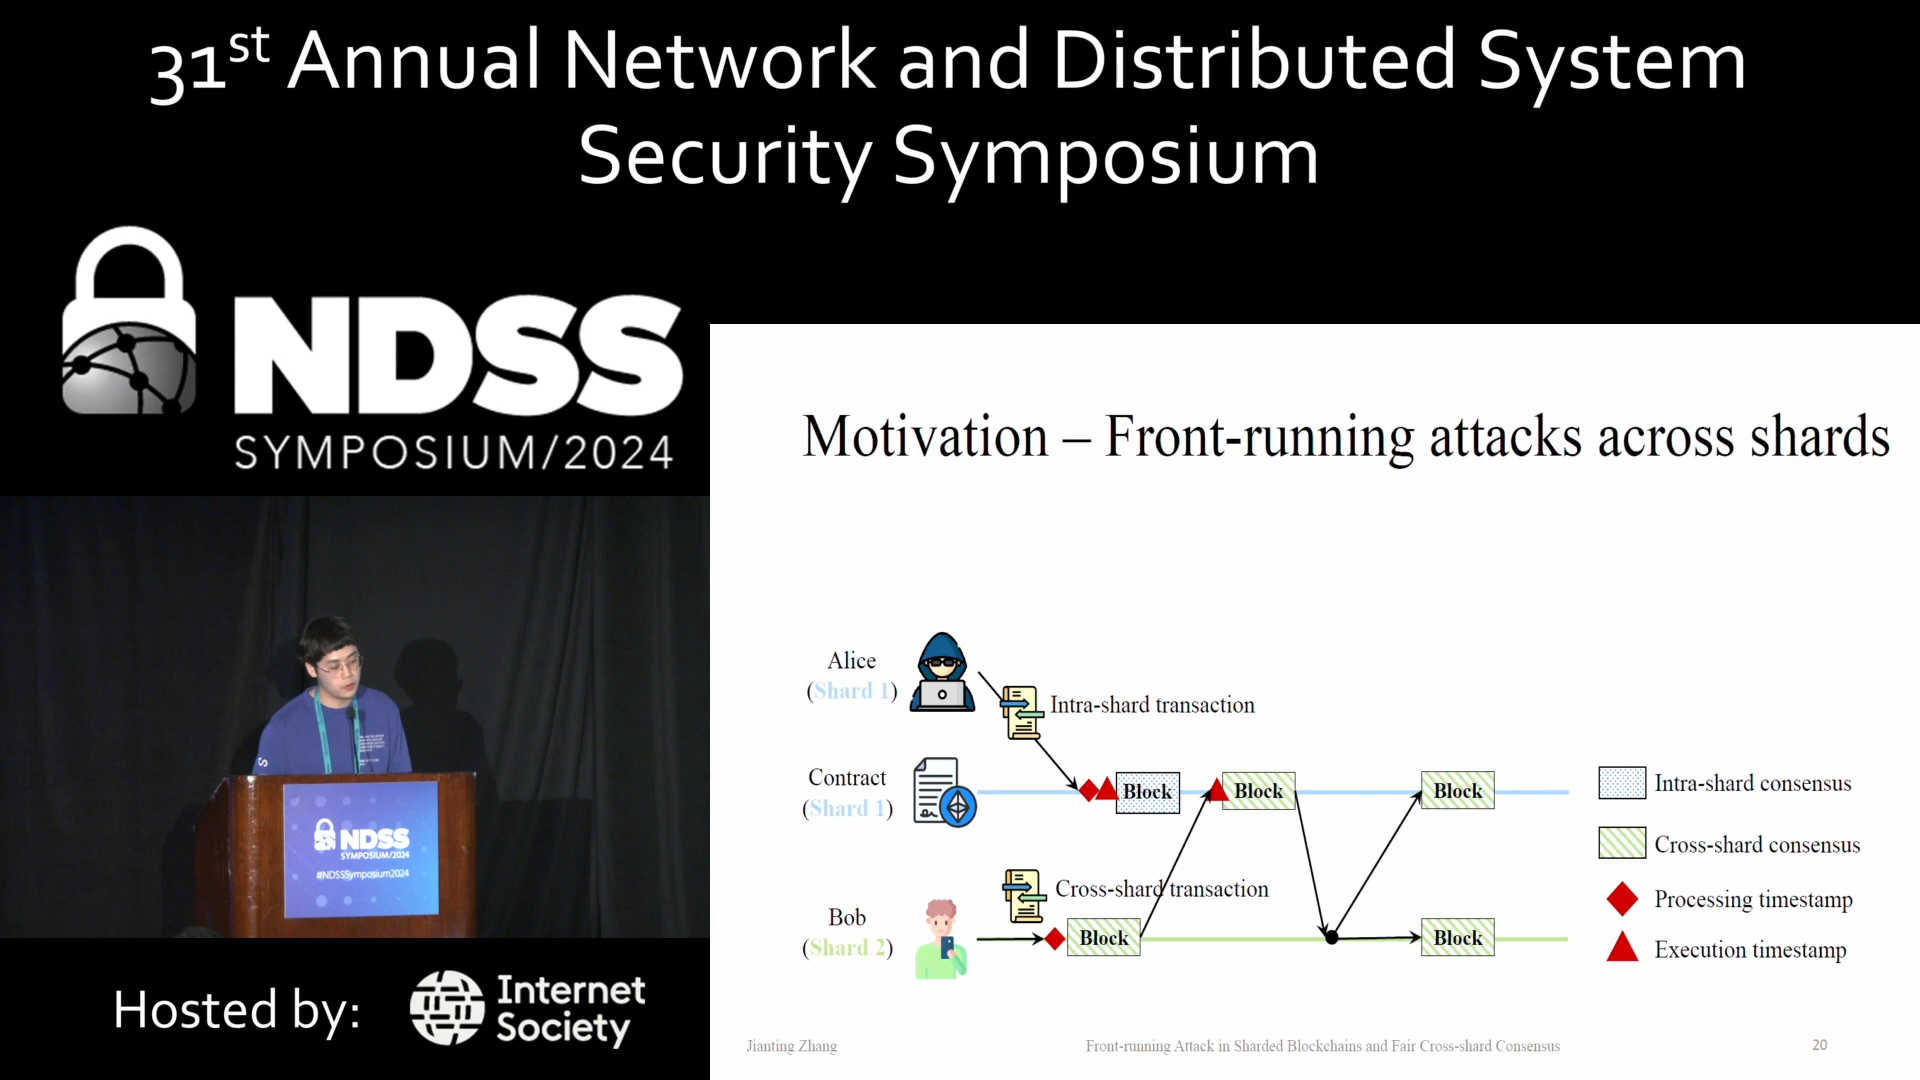 31st Annual Network and Distributed System
Security Symposium
NDSS
SYMPOSIUM/2024
Motivation – Front-running attacks across shards
Alice
(Shard 1)
Intra-shard transaction
Contract
(Shard 1)
Block
Block
Block
Cross-shard transaction
Bob
(Shard 2)
Block
Block
Intra-shard consensus
Cross-shard consensus
Processing timestamp
Execution timestamp
Jianting Zhang
Front-running Attack in Sharded Blockchains and Fair Cross-shard Consensus
20
NDSS
SYMPOSIUM/2024
#NDSSSymposium2024
Hosted by:
Internet
Society